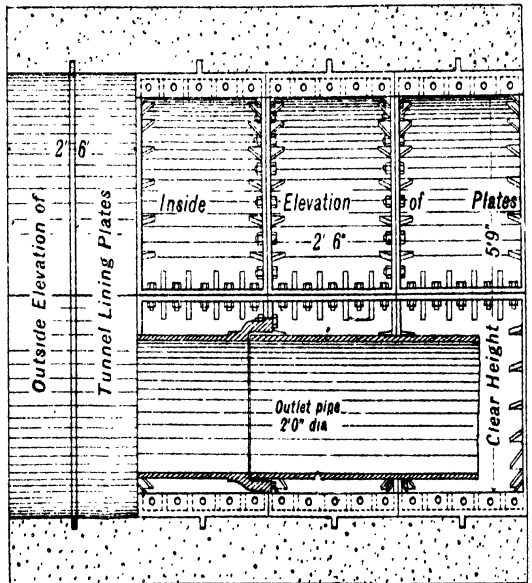 2' 6'
Outside Elevation of
Tunnel Lining Plates
Inside Elevation of Plates
2' 6"
5'9"
Clear Height
Outlet pipe
2'0" dia